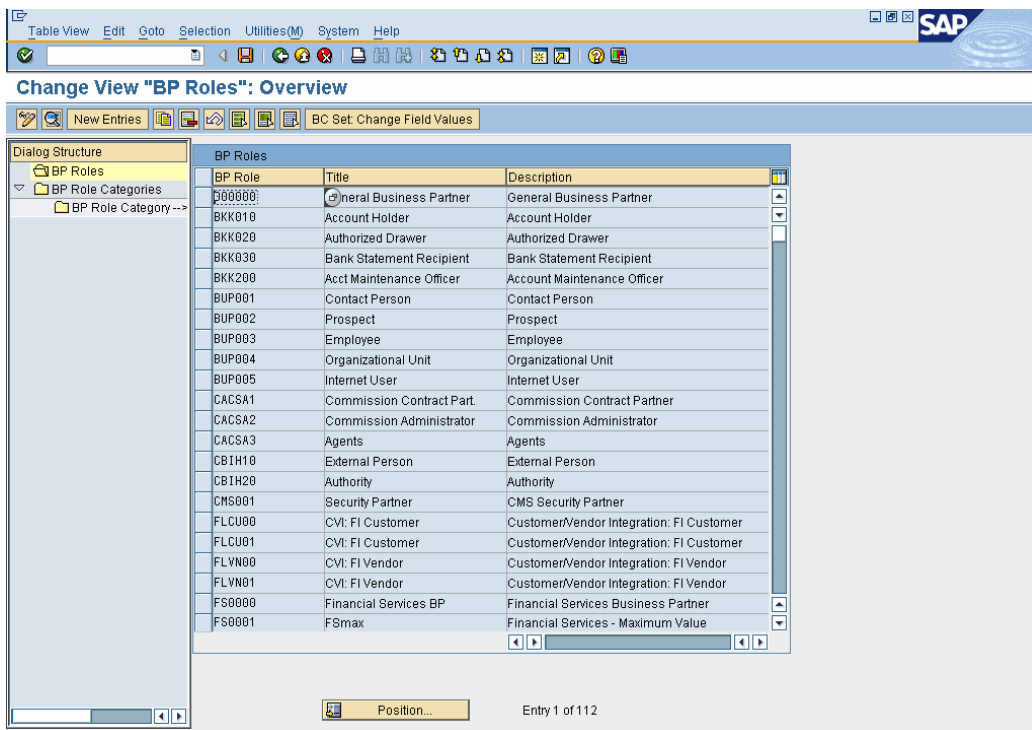 Table View Edit Goto Selection Utilities(M) System Help
SAP
Change View "BP Roles": Overview
New Entries BC Set: Change Field Values
Dialog Structure
BP Roles
BP Role Categories
BP Role Category -->
BP Roles
BP Role Title Description
000000 General Business Partner General Business Partner
BKK010 Account Holder Account Holder
BKK020 Authorized Drawer Authorized Drawer
BKK030 Bank Statement Recipient Bank Statement Recipient
BKK200 Acct Maintenance Officer Account Maintenance Officer
BUP001 Contact Person Contact Person
BUP002 Prospect Prospect
BUP003 Employee Employee
BUP004 Organizational Unit Organizational Unit
BUP005 Internet User Internet User
CACSA1 Commission Contract Part. Commission Contract Partner
CACSA2 Commission Administrator Commission Administrator
CACSA3 Agents Agents
CBIH10 External Person External Person
CBIH20 Authority Authority
CMS001 Security Partner CMS Security Partner
FLCU00 CVI: FI Customer Customer/Vendor Integration: FI Customer
FLCU01 CVI: FI Customer Customer/Vendor Integration: FI Customer
FLVN00 CVI: FI Vendor Customer/Vendor Integration: FI Vendor
FLVN01 CVI: FI Vendor Customer/Vendor Integration: FI Vendor
FS0000 Financial Services BP Financial Services Business Partner
FS0001 FSmax Financial Services - Maximum Value
Position... Entry 1 of 112